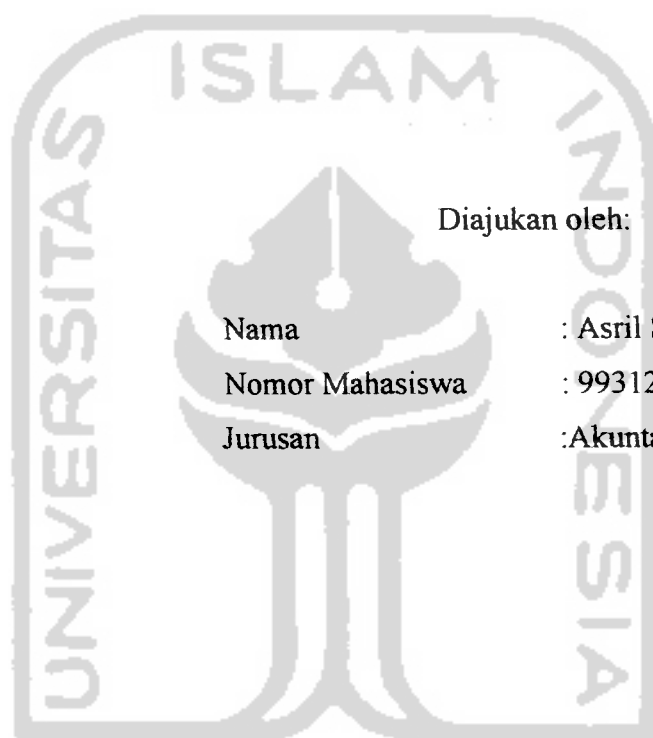 UNIVERSITAS ISLAM INDONESIA
Diajukan oleh:
Nama : Asril
Nomor Mahasiswa : 99312
Jurusan :Akunta